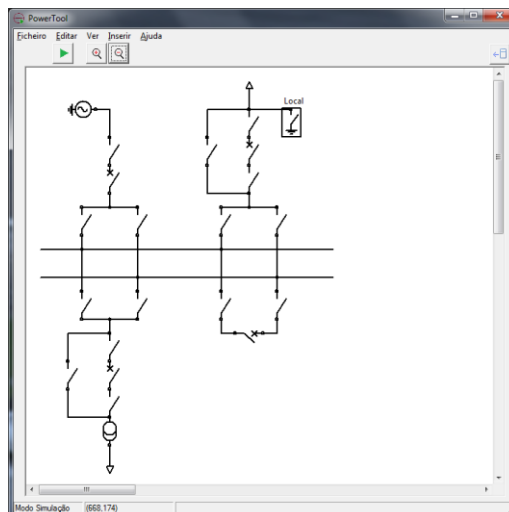 PowerTool
Ficheiro Editar Ver Inserir Ajuda
Local
Modo Simulação (668,174)